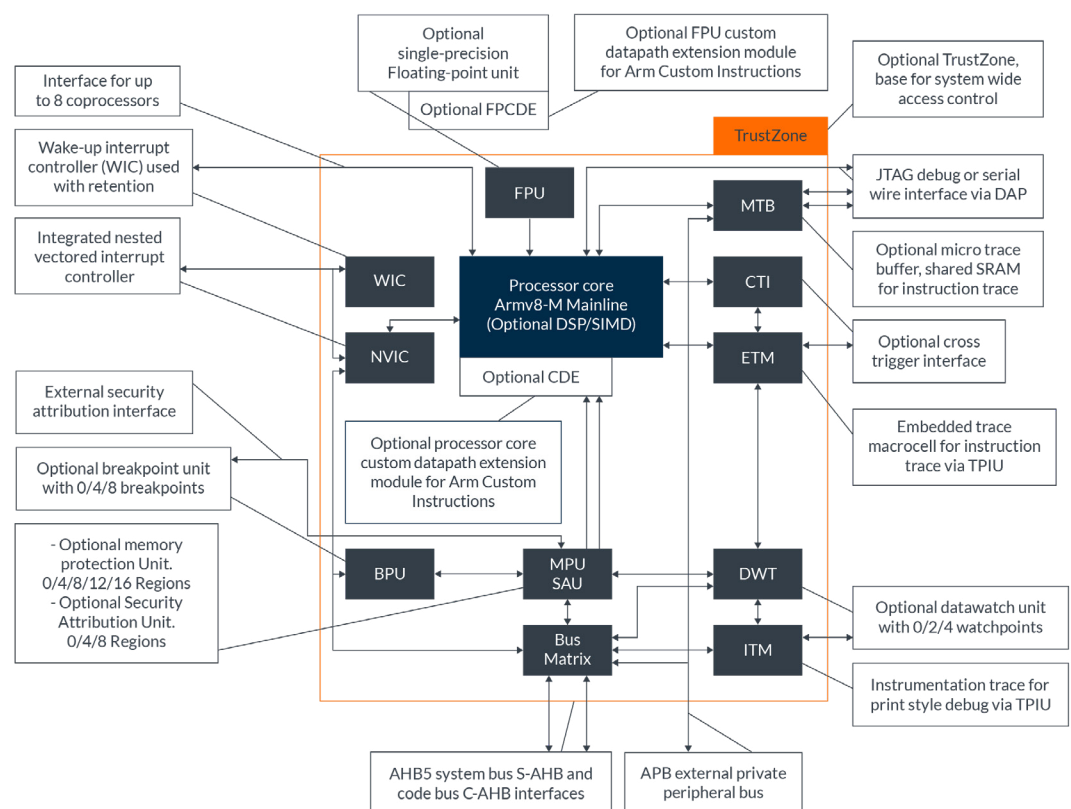 Optional
single-precision
Floating-point unit
Optional FPCDE
Optional FPU custom
datapath extension module
for Arm Custom Instructions
Optional TrustZone,
base for system wide
access control
Interface for up
to 8 coprocessors
TrustZone
Wake-up interrupt
controller (WIC) used
with retention
FPU
MTB
JTAG debug or serial
wire interface via DAP
Integrated nested
vectored interrupt
controller
WIC
Processor core
Armv8-M Mainline
(Optional DSP/SIMD)
CTI
Optional micro trace
buffer, shared SRAM
for instruction trace
NVIC
Optional CDE
ETM
Optional cross
trigger interface
External security
attribution interface
Optional processor core
custom datapath extension
module for Arm Custom
Instructions
Embedded trace
macrocell for instruction
trace via TPIU
Optional breakpoint unit
with 0/4/8 breakpoints
- Optional memory
protection Unit.
0/4/8/12/16 Regions
- Optional Security
Attribution Unit.
0/4/8 Regions
BPU
MPU
SAU
DWT
Optional datawatch unit
with 0/2/4 watchpoints
Bus
Matrix
ITM
Instrumentation trace for
print style debug via TPIU
AHB5 system bus S-AHB and
code bus C-AHB interfaces
APB external private
peripheral bus